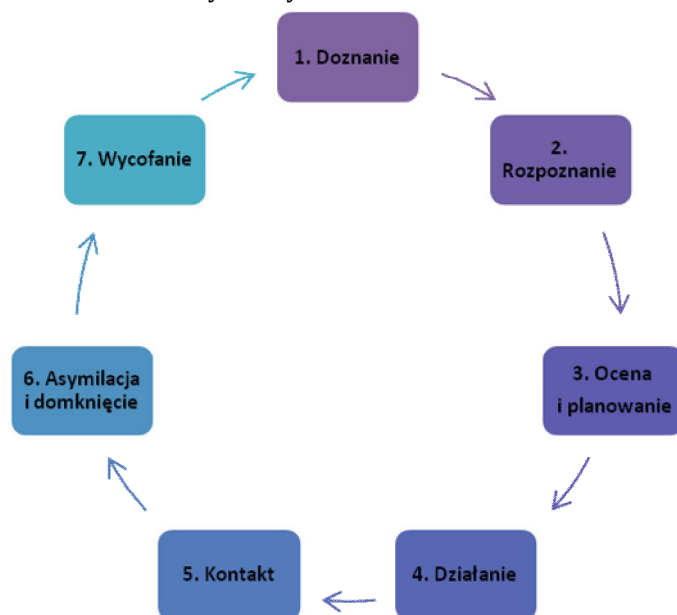 1. Doznanie
2.
Rozpoznanie
3. Ocena
i planowanie
4. Działanie
5. Kontakt
6. Asymilacja
i domknięcie
7. Wycofanie